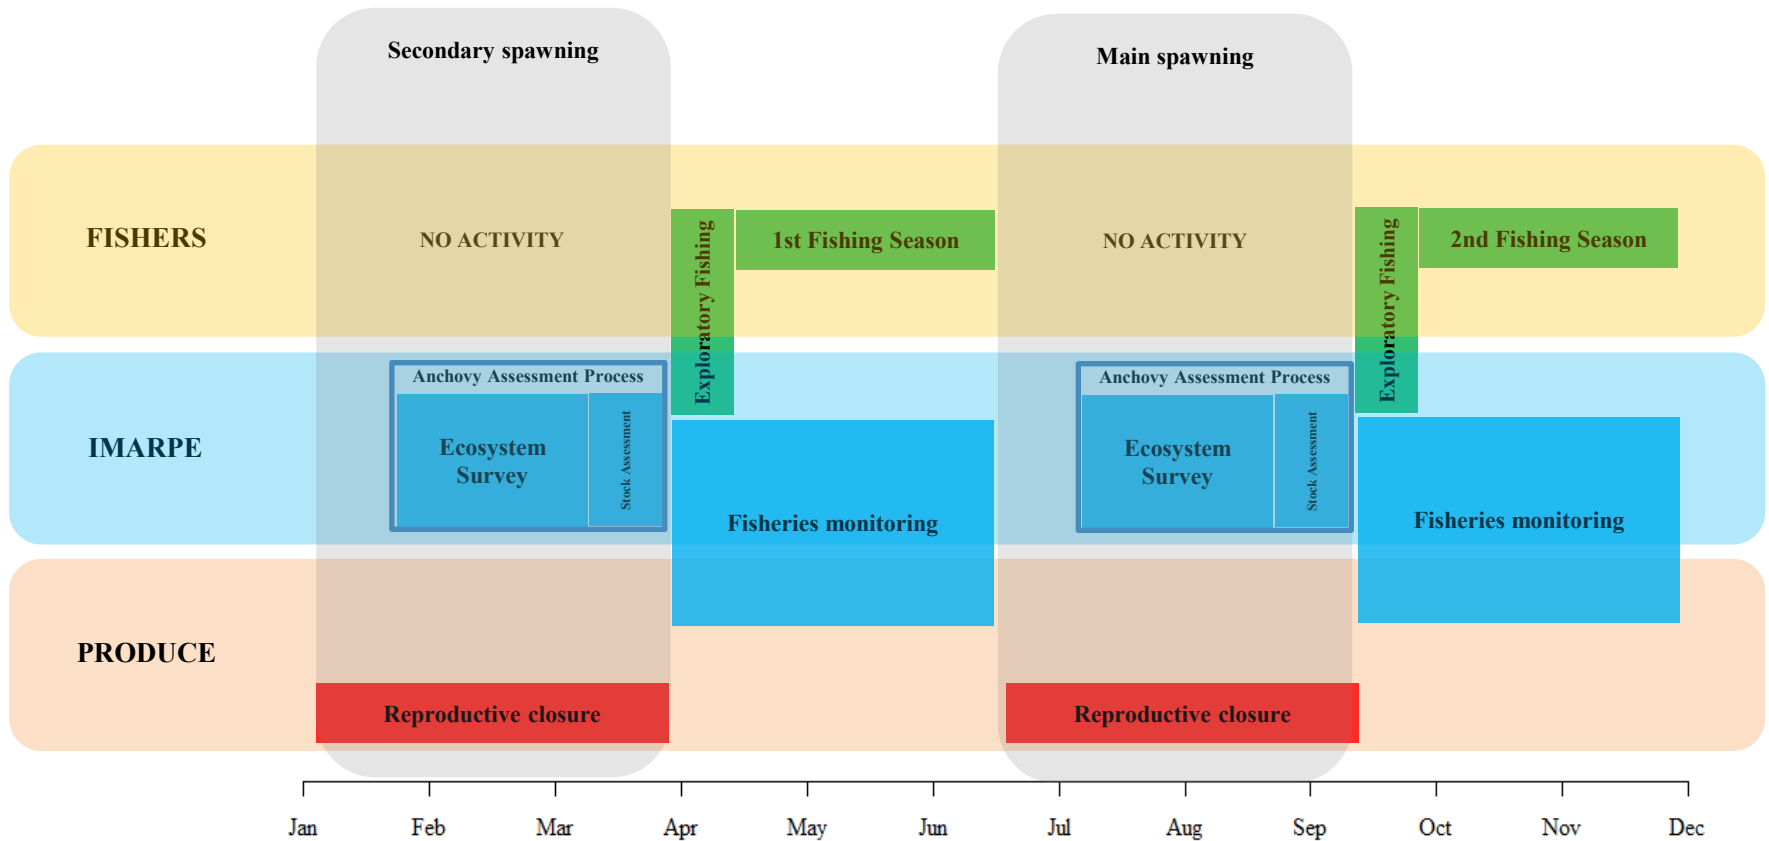 Secondary spawning
Main spawning
FISHERS
NO ACTIVITY
Exploratory Fishing
1st Fishing Season
NO ACTIVITY
Exploratory Fishing
2nd Fishing Season
IMARPE
Anchovy Assessment Process
Ecosystem
Survey
Stock Assessment
Fisheries monitoring
Anchovy Assessment Process
Ecosystem
Survey
Stock Assessment
Fisheries monitoring
PRODUCE
Reproductive closure
Reproductive closure
Jan Feb Mar Apr May Jun Jul Aug Sep Oct Nov Dec